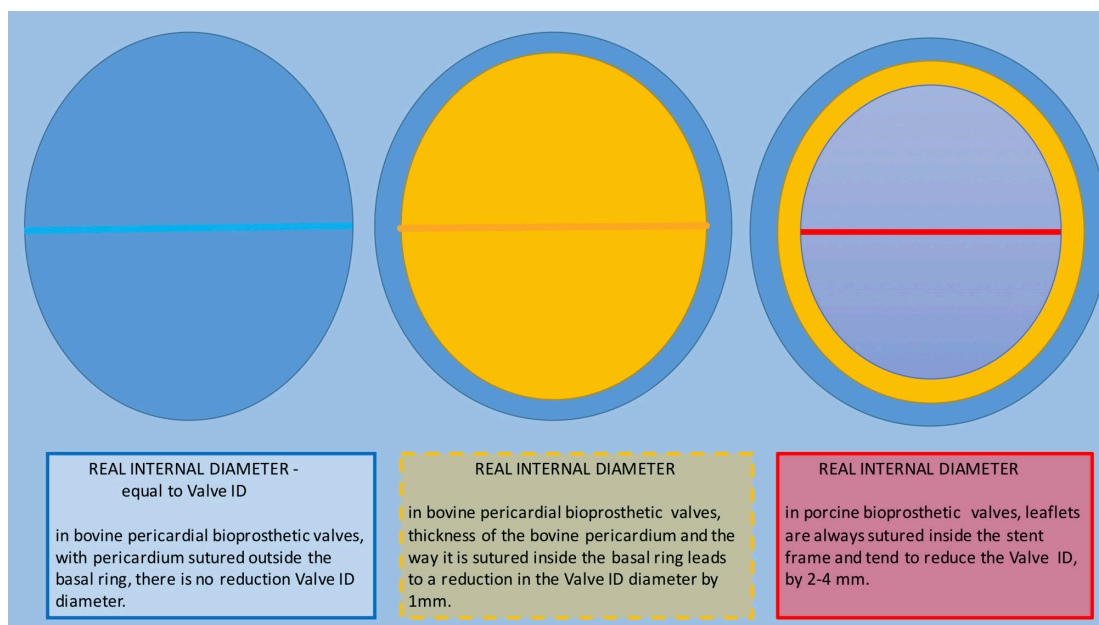 REAL INTERNAL DIAMETER -
equal to Valve ID
in bovine pericardial bioprosthetic valves,
with pericardium sutured outside the
basal ring, there is no reduction Valve ID
diameter.
REAL INTERNAL DIAMETER
in bovine pericardial bioprosthetic valves,
thickness of the bovine pericardium and the
way it is sutured inside the basal ring leads
to a reduction in the Valve ID diameter by
1mm.
REAL INTERNAL DIAMETER
in porcine bioprosthetic valves, leaflets
are always sutured inside the stent
frame and tend to reduce the Valve ID,
by 2-4 mm.